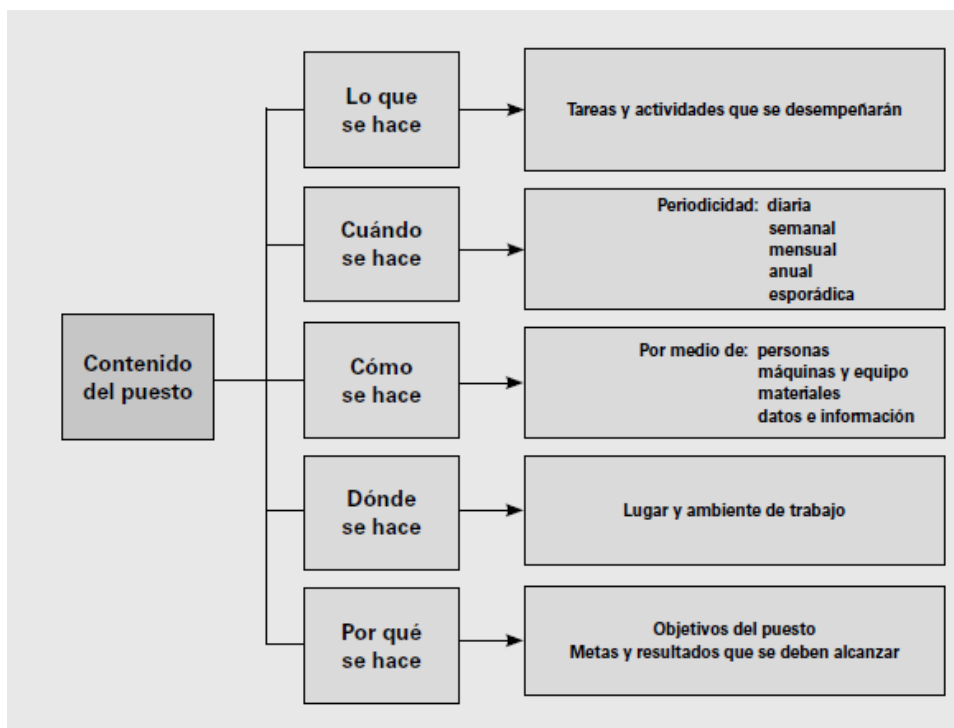 Contenido
del puesto
Lo que
se hace
Tareas y actividades que se desempeñarán
Cuándo
se hace
Periodicidad: diaria
semanal
mensual
anual
esporádica
Cómo
se hace
Por medio de: personas
máquinas y equipo
materiales
datos e información
Dónde
se hace
Lugar y ambiente de trabajo
Por qué
se hace
Objetivos del puesto
Metas y resultados que se deben alcanzar